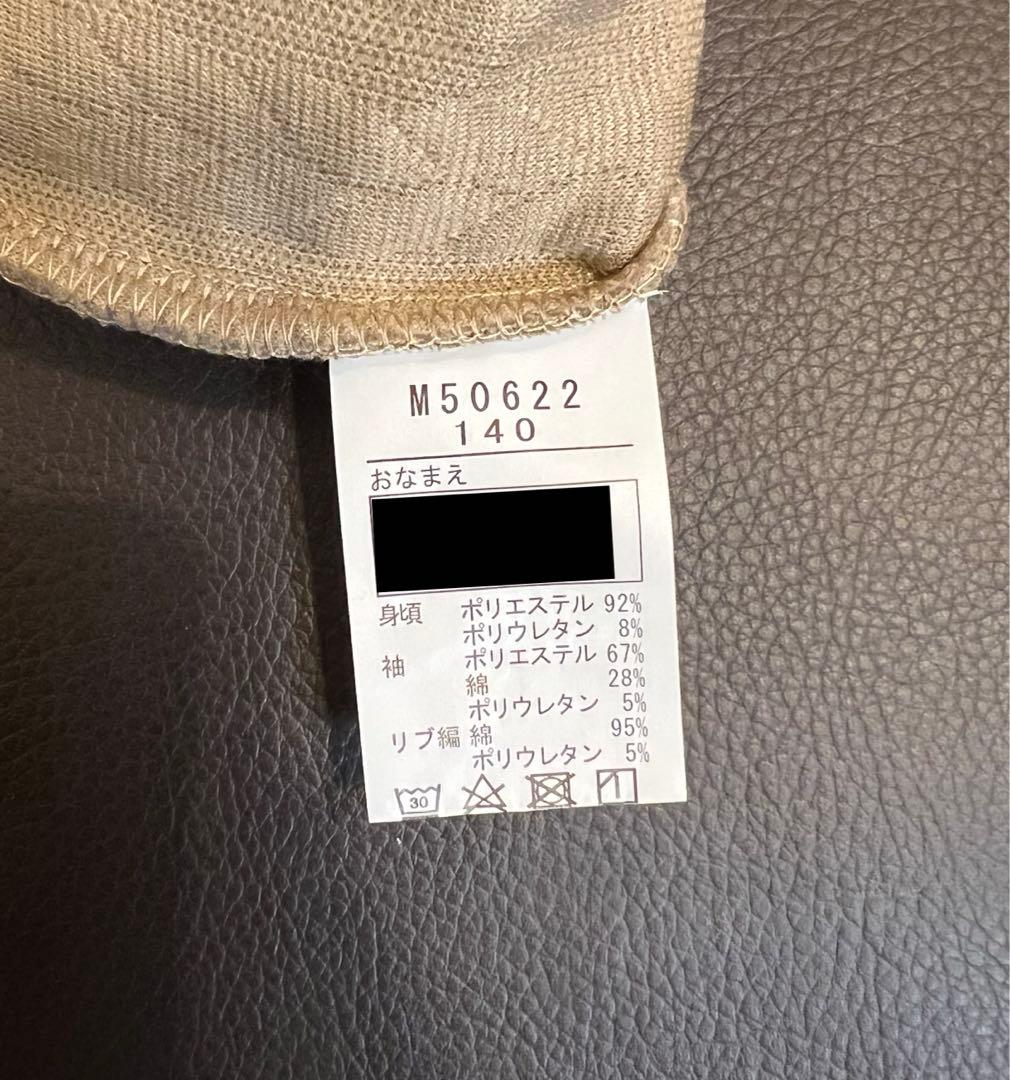 M50622
140
おなまえ
身頃 ポリエステル 92%
ポリウレタン 8%
袖 ポリエステル 67%
綿 28%
ポリウレタン 5%
リブ編 綿 95%
ポリウレタン 5%
30